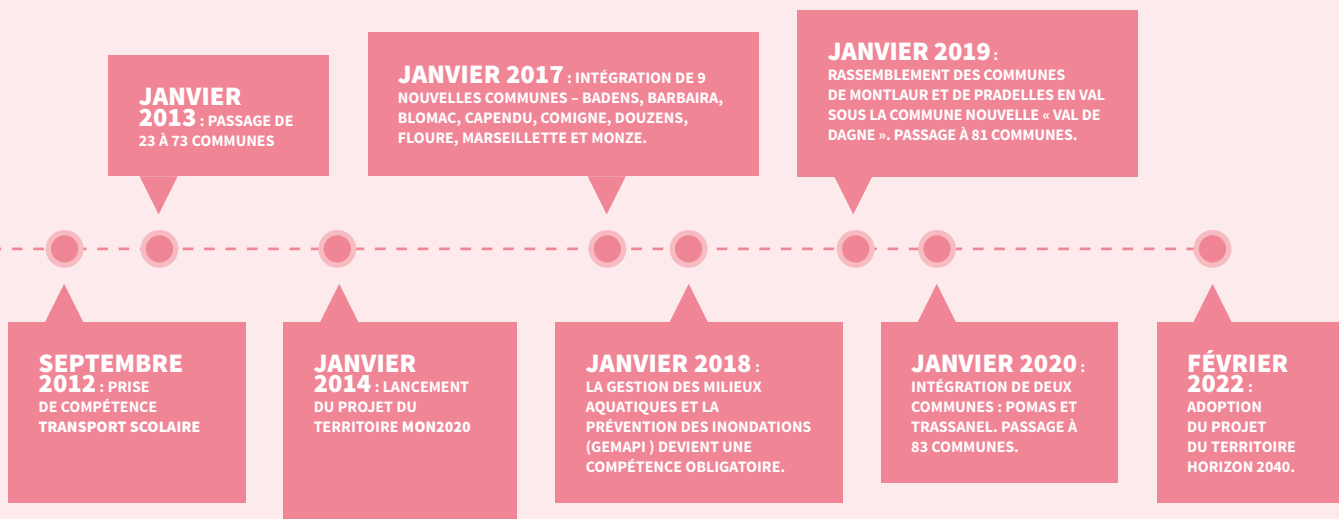 JANVIER
2013 : PASSAGE DE
23 À 73 COMMUNES
JANVIER 2017 : INTÉGRATION DE 9
NOUVELLES COMMUNES – BADENS, BARBAIRA,
BLOMAC, CAPENDU, COMIGNE, DOUZENS,
FLOURE, MARSEILLETTE ET MONZE.
JANVIER 2019 :
RASSEMBLEMENT DES COMMUNES
DE MONTLAUR ET DE PRADELLES EN VAL
SOUS LA COMMUNE NOUVELLE « VAL DE
DAGNE ». PASSAGE À 81 COMMUNES.
SEPTEMBRE
2012 : PRISE
DE COMPÉTENCE
TRANSPORT SCOLAIRE
JANVIER
2014 : LANCEMENT
DU PROJET DU
TERRITOIRE MON2020
JANVIER 2018 :
LA GESTION DES MILIEUX
AQUATIQUES ET LA
PRÉVENTION DES INONDATIONS
(GEMAPI ) DEVIENT UNE
COMPÉTENCE OBLIGATOIRE.
JANVIER 2020 :
INTÉGRATION DE DEUX
COMMUNES : POMAS ET
TRASSANEL. PASSAGE À
83 COMMUNES.
FÉVRIER
2022 :
ADOPTION
DU PROJET
DU TERRITOIRE
HORIZON 2040.